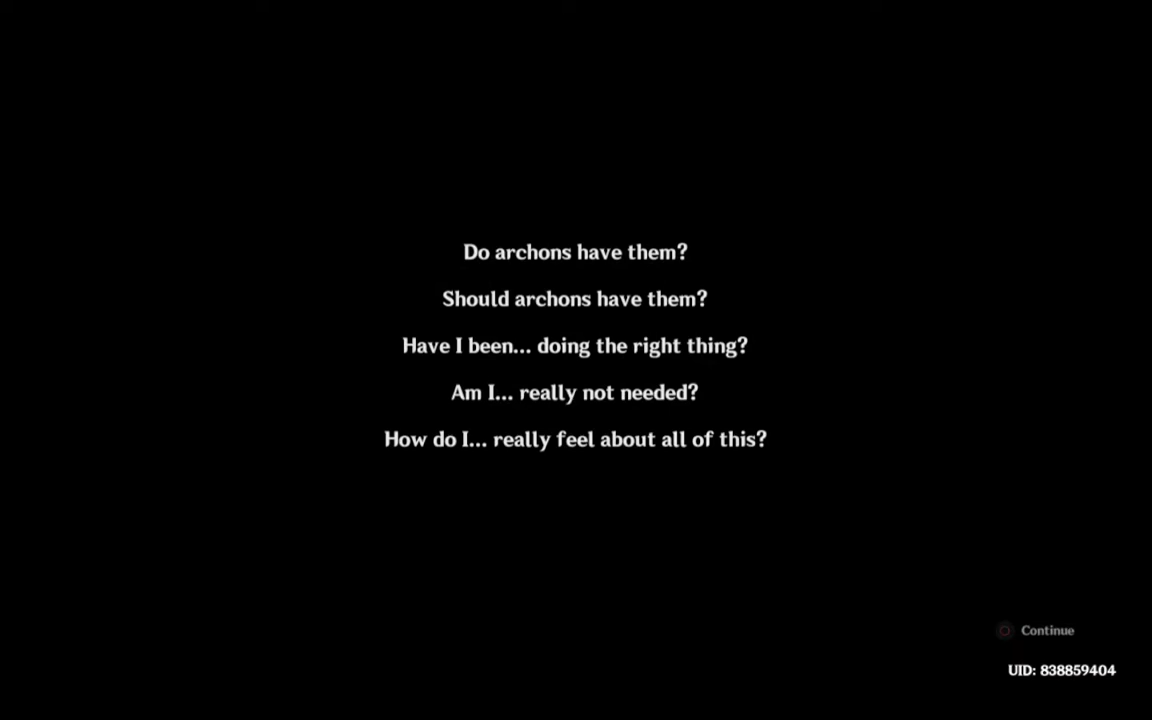 Do archons have them?
Should archons have them?
Have I been... doing the right thing?
Am I... really not needed?
How do I... really feel about all of this?
Continue
UID: 838859404